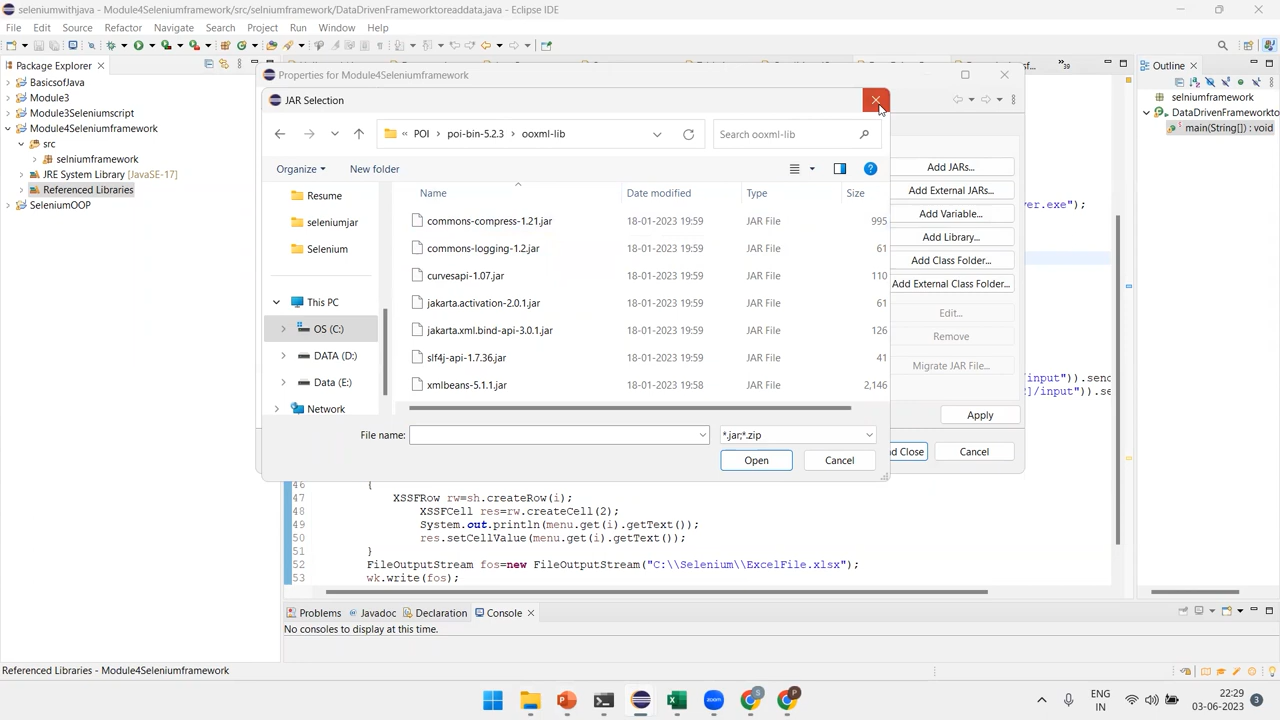 seleniumwithjava - Module4Seleniumframework/src/selniumframework/DataDrivenFrameworktoreaddata.java - Eclipse IDE
File Edit Source Refactor Navigate Search Project Run Window Help
Package Explorer
Properties for Module4Seleniumframework
39
Outline
BasicsofJava
Module3
Module3Seleniumscript
Module4Seleniumframework
src
selniumframework
JRE System Library [JavaSE-17]
Referenced Libraries
SeleniumOOP
JAR Selection
POI poi-bin-5.2.3 ooxml-lib
Search ooxml-lib
Organize New folder
Resume
seleniumjar
Selenium
This PC
OS (C:)
DATA (D:)
Data (E:)
Network
Name Date modified Type Size
commons-compress-1.21.jar 18-01-2023 19:59 JAR File 995
commons-logging-1.2.jar 18-01-2023 19:59 JAR File 61
curvesapi-1.07.jar 18-01-2023 19:59 JAR File 110
jakarta.activation-2.0.1.jar 18-01-2023 19:59 JAR File 61
jakarta.xml.bind-api-3.0.1.jar 18-01-2023 19:59 JAR File 126
slf4j-api-1.7.36.jar 18-01-2023 19:59 JAR File 41
xmlbeans-5.1.1.jar 18-01-2023 19:58 JAR File 2,146
File name: *.jar;*.zip
Open Cancel
Add JARs...
Add External JARs...
Add Variable...
Add Library...
Add Class Folder...
Add External Class Folder...
Edit...
Remove
Migrate JAR File...
Apply
d Close Cancel
selniumframework
DataDrivenFrameworkto
main(String[]) : void
ver.exe");
/input")).send
2]/input")).se
46 {
47 XSSFRow rw=sh.createRow(i);
48 XSSFCell res=rw.createCell(2);
49 System.out.println(menu.get(i).getText());
50 res.setCellValue(menu.get(i).getText());
51 }
52 FileOutputStream fos=new FileOutputStream("C:\\Selenium\\ExcelFile.xlsx");
53 wk.write(fos);
Problems Javadoc Declaration Console
No consoles to display at this time.
Referenced Libraries - Module4Seleniumframework
zoom
S
P
ENG
IN
22:29
03-06-2023
3